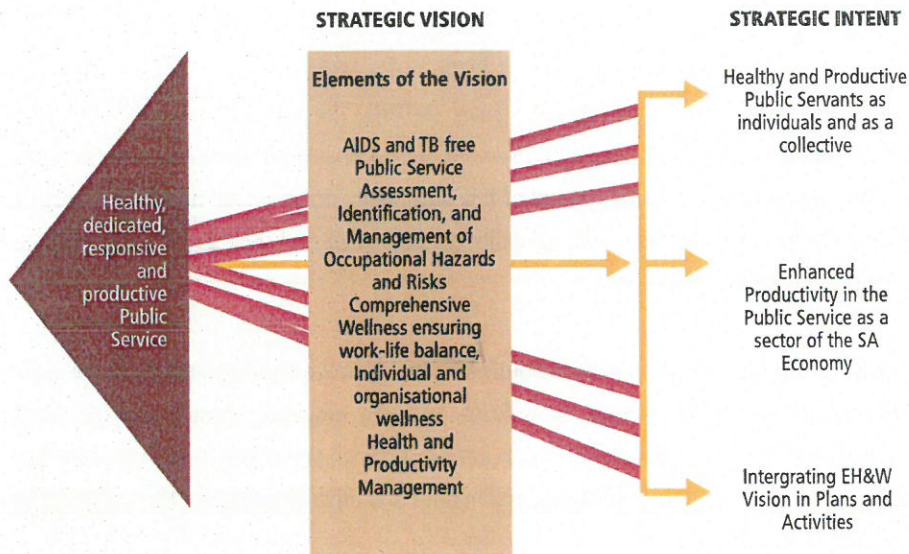 STRATEGIC VISION
STRATEGIC INTENT
Healthy,
dedicated,
responsive
and
productive
Public
Service
Elements of the Vision
AIDS and TB free
Public Service
Assessment,
Identification, and
Management of
Occupational Hazards
and Risks
Comprehensive
Wellness ensuring
work-life balance,
Individual and
organisational
wellness
Health and
Productivity
Management
Healthy and Productive
Public Servants as
individuals and as a
collective
Enhanced
Productivity in the
Public Service as a
sector of the SA
Economy
Intergrating EH&W
Vision in Plans and
Activities